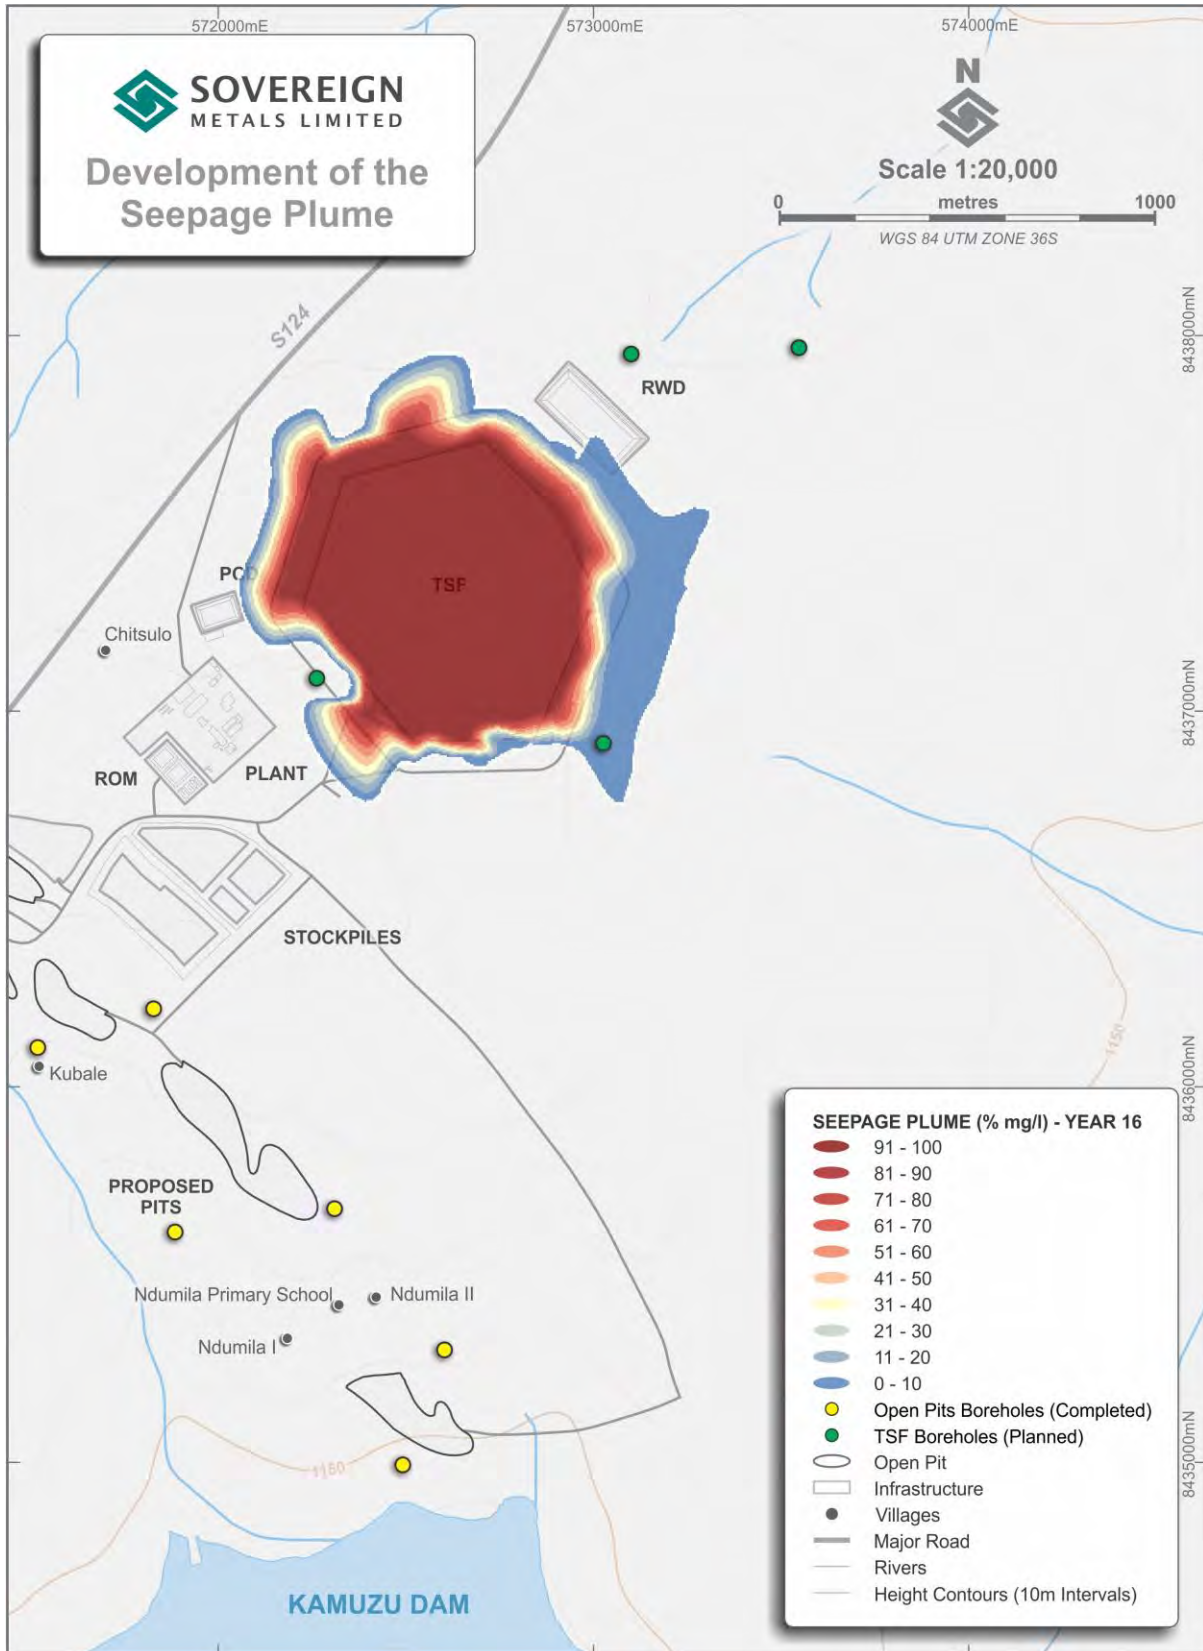 572000mE
573000mE
574000mE
SOVEREIGN
METALS LIMITED
Development of the
Seepage Plume
N
Scale 1:20,000
0 metres 1000
WGS 84 UTM ZONE 36S
S124
8438000mN
RWD
PCD
TSF
Chitsulo
8437000mN
ROM
PLANT
STOCKPILES
1150
Kubale
8436000mN
PROPOSED
PITS
Ndumila Primary School
Ndumila II
Ndumila I
8435000mN
KAMUZU DAM
SEEPAGE PLUME (% mg/l) - YEAR 16
91 - 100
81 - 90
71 - 80
61 - 70
51 - 60
41 - 50
31 - 40
21 - 30
11 - 20
0 - 10
Open Pits Boreholes (Completed)
TSF Boreholes (Planned)
Open Pit
Infrastructure
Villages
Major Road
Rivers
Height Contours (10m Intervals)